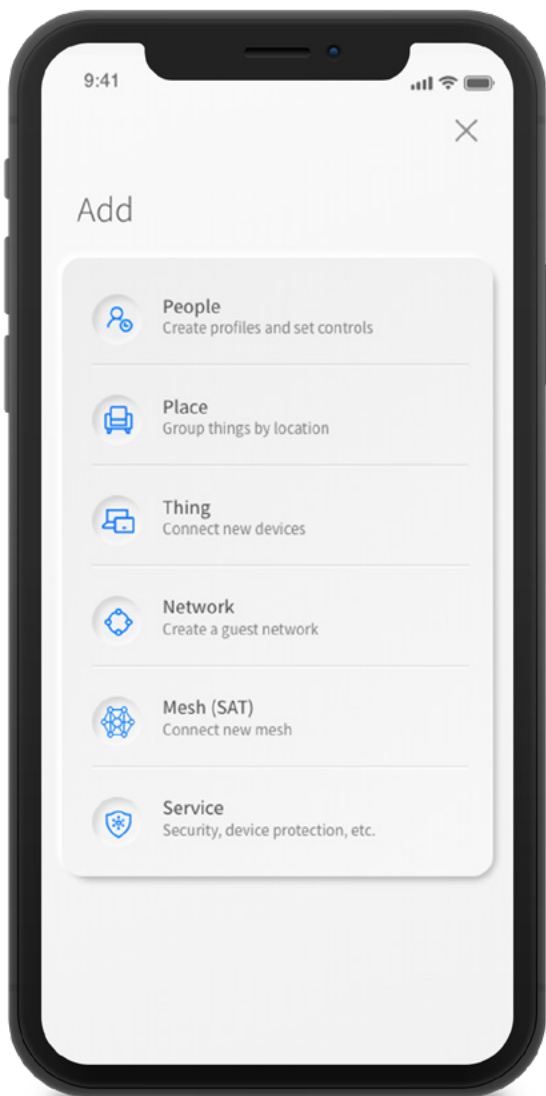 9:41
Add
People
Create profiles and set controls
Place
Group things by location
Thing
Connect new devices
Network
Create a guest network
Mesh (SAT)
Connect new mesh
Service
Security, device protection, etc.